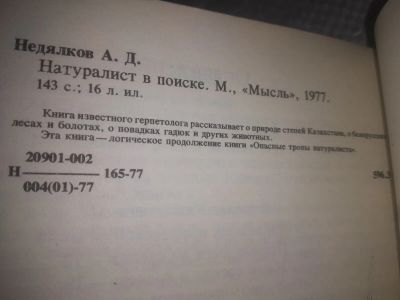 Недялков А. Д.
Натуралист в поиске. М., «Мысль», 1977.
143 с.; 16 л. ил.
Книга известного герпетолога рассказывает о природе степей Казахстана, о белорусских
лесах и болотах, о повадках гадюк и других животных.
Эта книга—логическое продолжение книги «Опасные тропы натуралиста».
20901-002
Н 165-77
004(01)-77